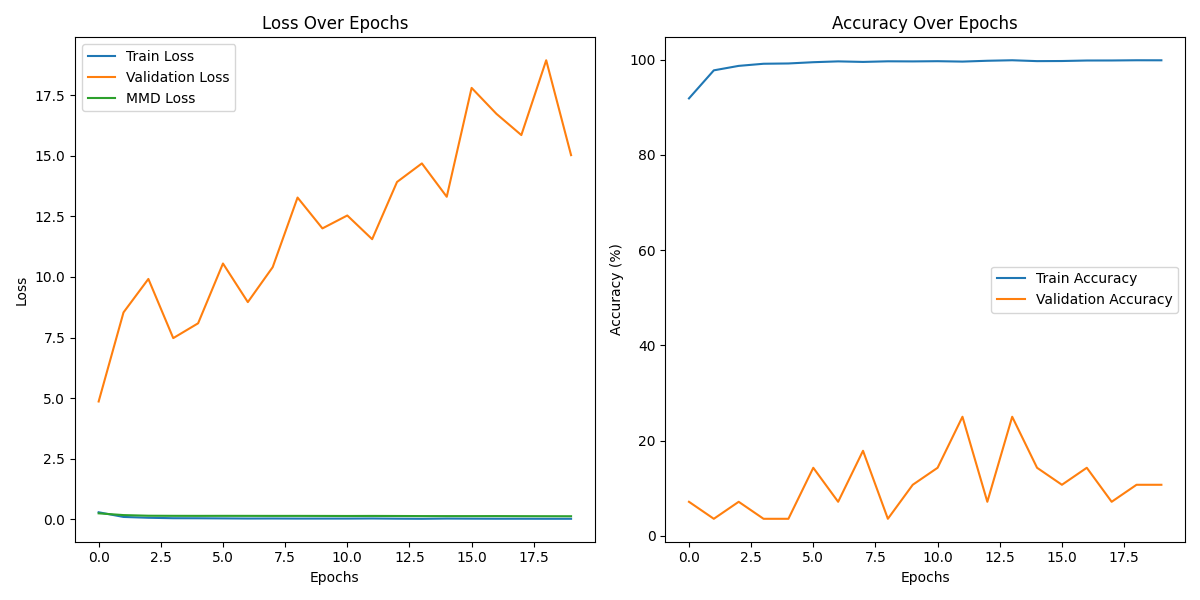 Loss Over Epochs
Train Loss
Validation Loss
MMD Loss
17.5
15.0
12.5
10.0
7.5
5.0
2.5
0.0
Loss
0.0 2.5 5.0 7.5 10.0 12.5 15.0 17.5
Epochs
Accuracy Over Epochs
100
80
60
40
20
0
Accuracy (%)
Train Accuracy
Validation Accuracy
0.0 2.5 5.0 7.5 10.0 12.5 15.0 17.5
Epochs